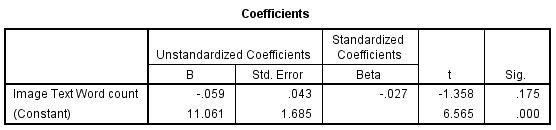 Coefficients
Unstandardized Coefficients Standardized Coefficients t Sig.
B Std. Error Beta
Image Text Word count -.059 .043 -.027 -1.358 .175
(Constant) 11.061 1.685 6.565 .000